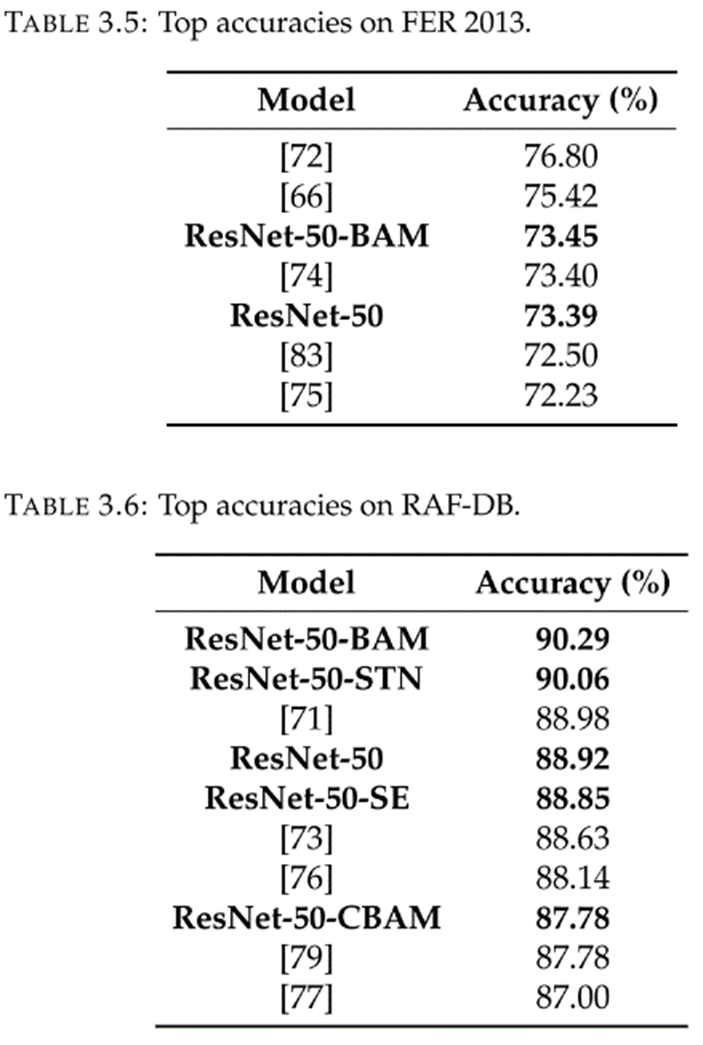 TABLE 3.5: Top accuracies on FER 2013.
Model Accuracy (%)
[72] 76.80
[66] 75.42
ResNet-50-BAM 73.45
[74] 73.40
ResNet-50 73.39
[83] 72.50
[75] 72.23
TABLE 3.6: Top accuracies on RAF-DB.
Model Accuracy (%)
ResNet-50-BAM 90.29
ResNet-50-STN 90.06
[71] 88.98
ResNet-50 88.92
ResNet-50-SE 88.85
[73] 88.63
[76] 88.14
ResNet-50-CBAM 87.78
[79] 87.78
[77] 87.00